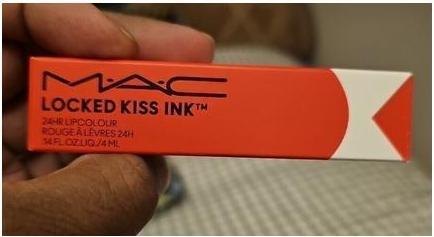 M·A·C
LOCKED KISS INK™
24HR LIPCOLOUR
ROUGE À LÈVRES 24H
.14 FL.OZ.LIQ./4 ML